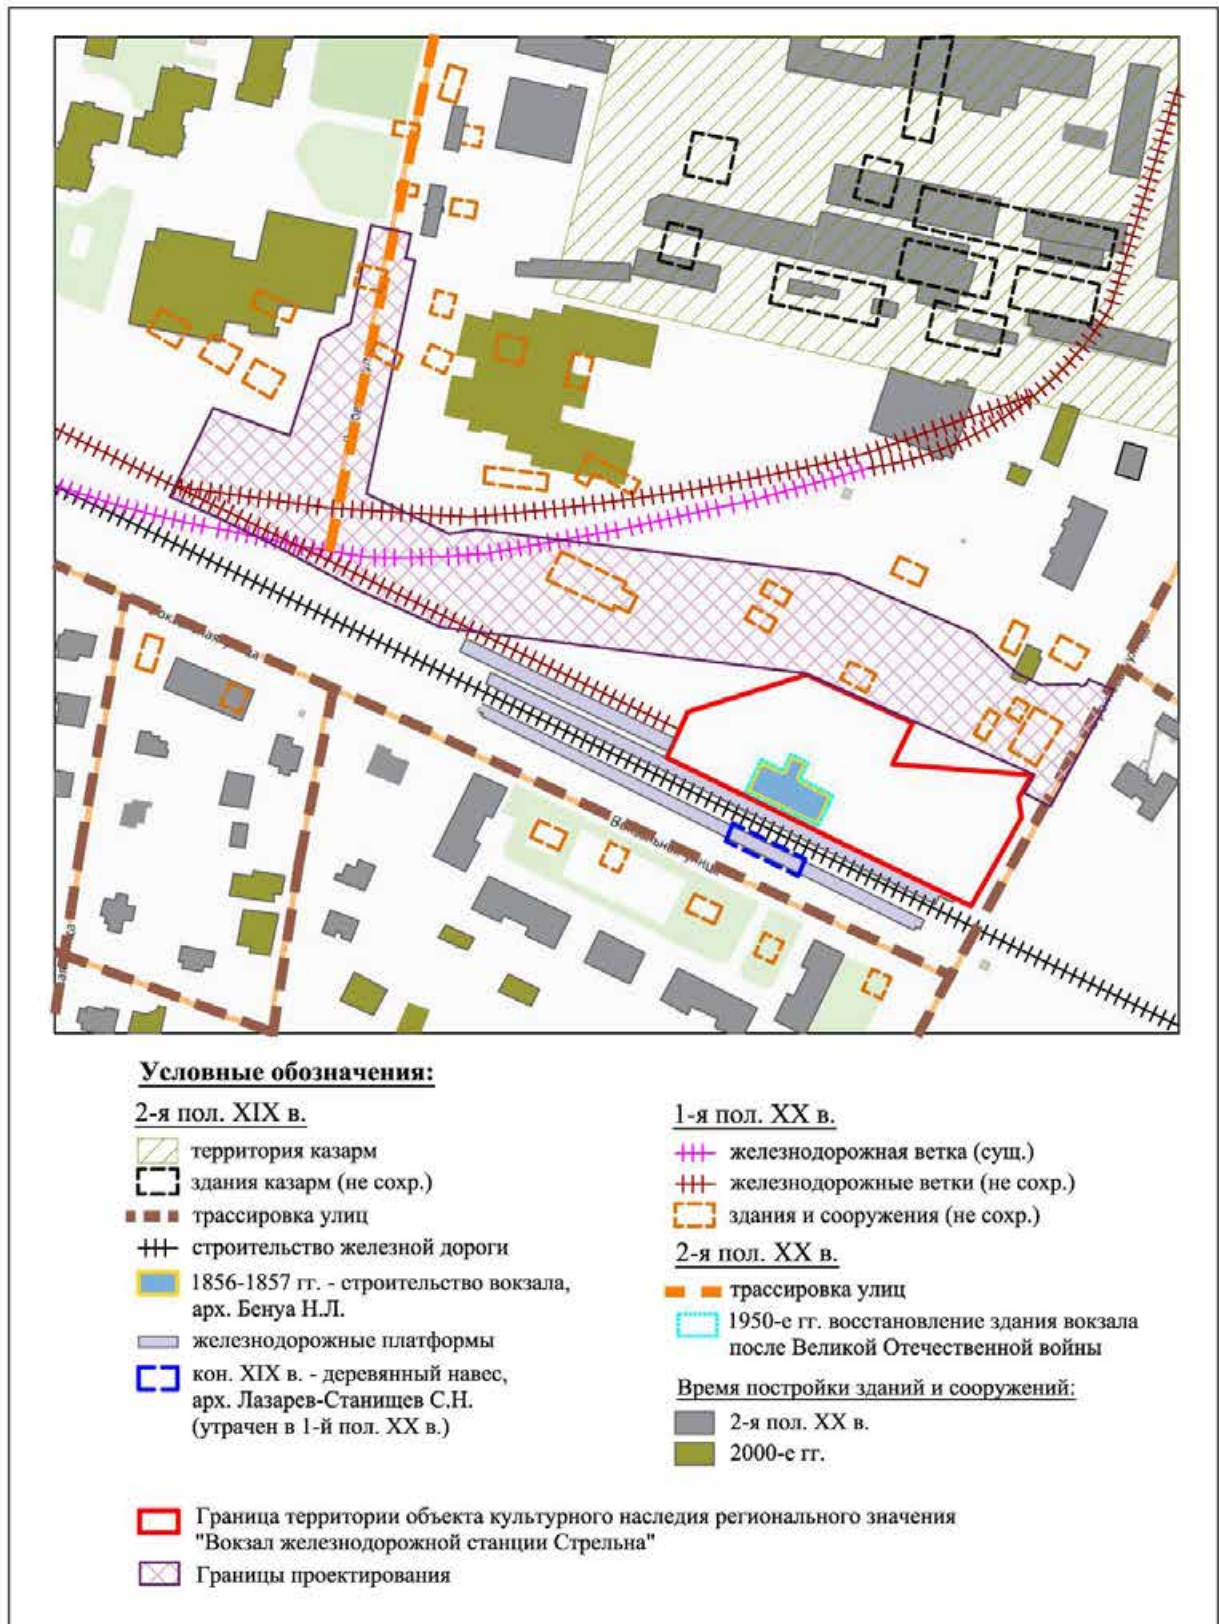 Вокзальная улица
Условные обозначения:
2-я пол. XIX в.
территория казарм
здания казарм (не сохр.)
трассировка улиц
строительство железной дороги
1856-1857 гг. - строительство вокзала,
арх. Бенуа Н.Л.
железнодорожные платформы
кон. XIX в. - деревянный навес,
арх. Лазарев-Станищев С.Н.
(утрачен в 1-й пол. XX в.)
1-я пол. XX в.
железнодорожная ветка (сущ.)
железнодорожные ветки (не сохр.)
здания и сооружения (не сохр.)
2-я пол. XX в.
трассировка улиц
1950-е гг. восстановление здания вокзала
после Великой Отечественной войны
Время постройки зданий и сооружений:
2-я пол. XX в.
2000-е гг.
Граница территории объекта культурного наследия регионального значения
"Вокзал железнодорожной станции Стрельна"
Границы проектирования